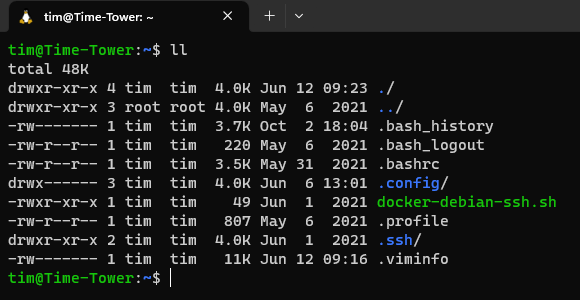 tim@Time-Tower: ~
tim@Time-Tower:~$ ll
total 48K
drwxr-xr-x 4 tim  tim  4.0K Jun 12 09:23 ./
drwxr-xr-x 3 root root 4.0K May  6  2021 ../
-rw------- 1 tim  tim  3.7K Oct  2 18:04 .bash_history
-rw-r--r-- 1 tim  tim   220 May  6  2021 .bash_logout
-rw-r--r-- 1 tim  tim  3.5K May 31  2021 .bashrc
drwx------ 3 tim  tim  4.0K Jun  6 13:01 .config/
-rwxr-xr-x 1 tim  tim    49 Jun  1  2021 docker-debian-ssh.sh
-rw-r--r-- 1 tim  tim   807 May  6  2021 .profile
drwxr-xr-x 2 tim  tim  4.0K Jun  1  2021 .ssh/
-rw------- 1 tim  tim   11K Jun 12 09:16 .viminfo
tim@Time-Tower:~$